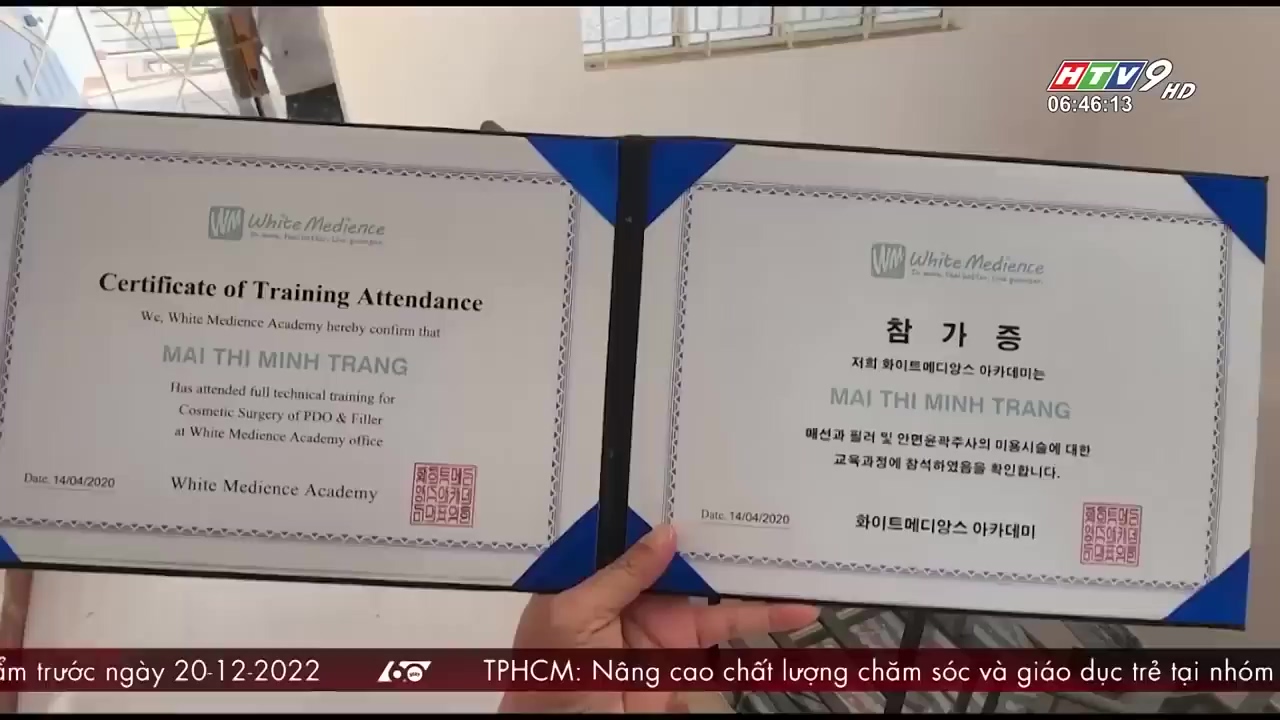 HTV9 HD
06:46:13
WM White Medience
Certificate of Training Attendance
We, White Medience Academy hereby confirm that
MAI THI MINH TRANG
Has attended full technical training for
Cosmetic Surgery of PDO & Filler
at White Medience Academy office
Date. 14/04/2020
White Medience Academy
WM White Medience
참 가 증
저희 화이트메디앙스 아카데미는
MAI THI MINH TRANG
매선과 필러 및 안면윤곽주사의 미용시술에 대한
교육과정에 참석하였음을 확인합니다.
Date. 14/04/2020
화이트메디앙스 아카데미
ẩm trước ngày 20-12-2022
60 giây
TPHCM: Nâng cao chất lượng chăm sóc và giáo dục trẻ tại nhóm